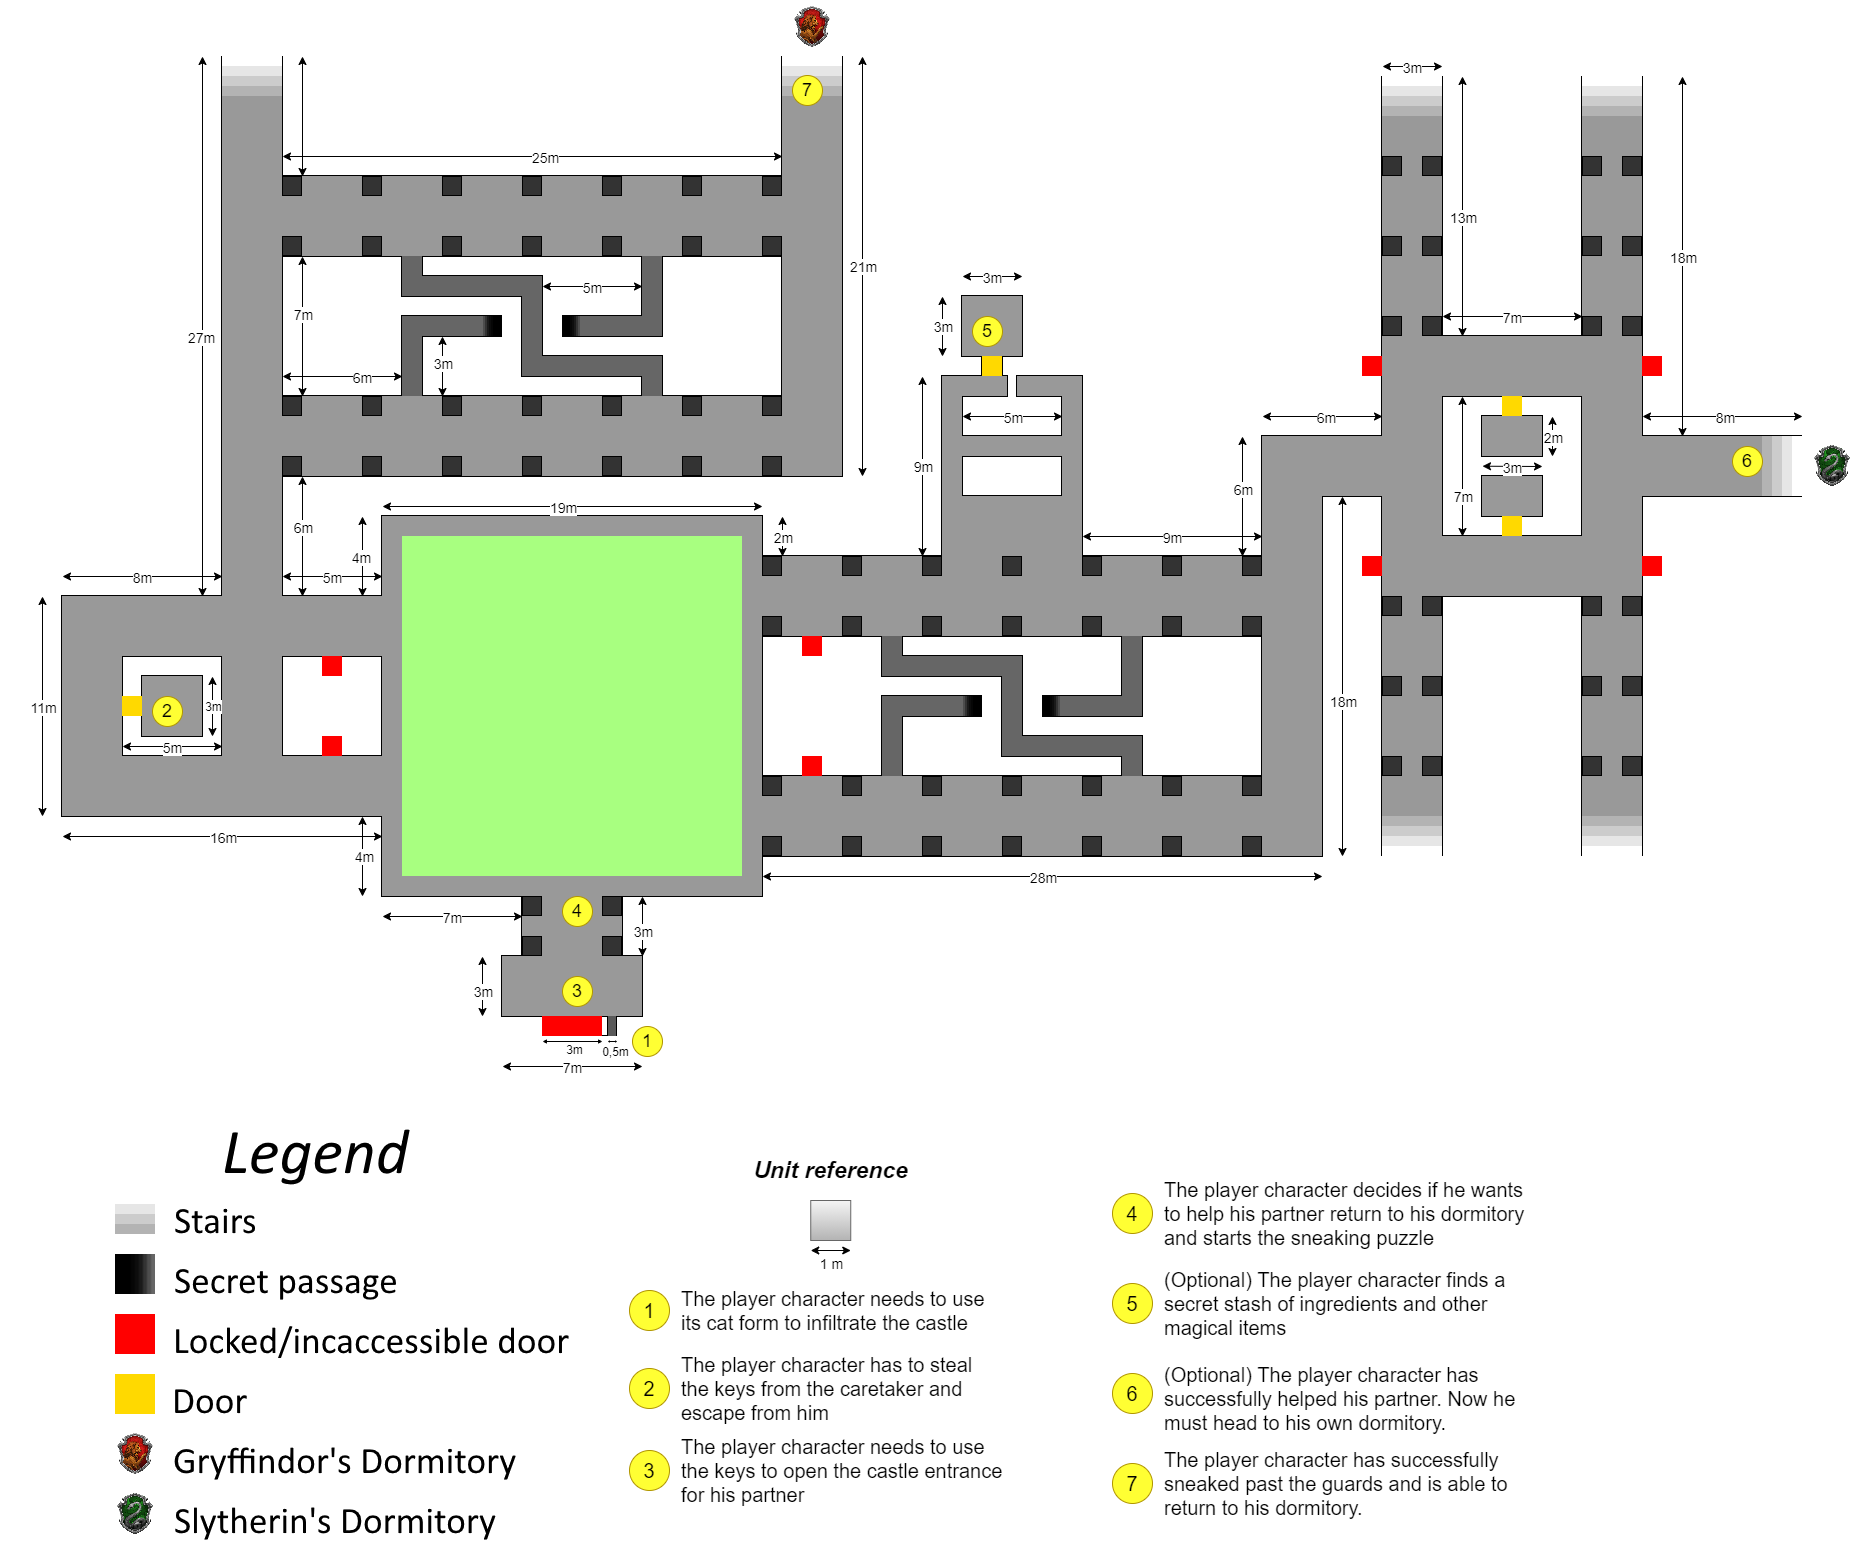 7
3m
25m
13m
18m
21m
27m
7m
5m
3m
6m
3m
3m
5
7m
6m
8m
5m
9m
6m
7m
2m
3m
6
19m
2m
6m
4m
9m
8m
5m
11m
2
3m
5m
18m
16m
4m
28m
7m
4
3m
3m
3
1
3m
0,5m
7m
Legend
Stairs
Secret passage
Locked/incaccessible door
Door
Gryffindor's Dormitory
Slytherin's Dormitory
Unit reference
1 m
1
The player character needs to use
its cat form to infiltrate the castle
2
The player character has to steal
the keys from the caretaker and
escape from him
3
The player character needs to use
the keys to open the castle entrance
for his partner
4
The player character decides if he wants
to help his partner return to his dormitory
and starts the sneaking puzzle
5
(Optional) The player character finds a
secret stash of ingredients and other
magical items
6
(Optional) The player character has
successfully helped his partner. Now he
must head to his own dormitory.
7
The player character has successfully
sneaked past the guards and is able to
return to his dormitory.